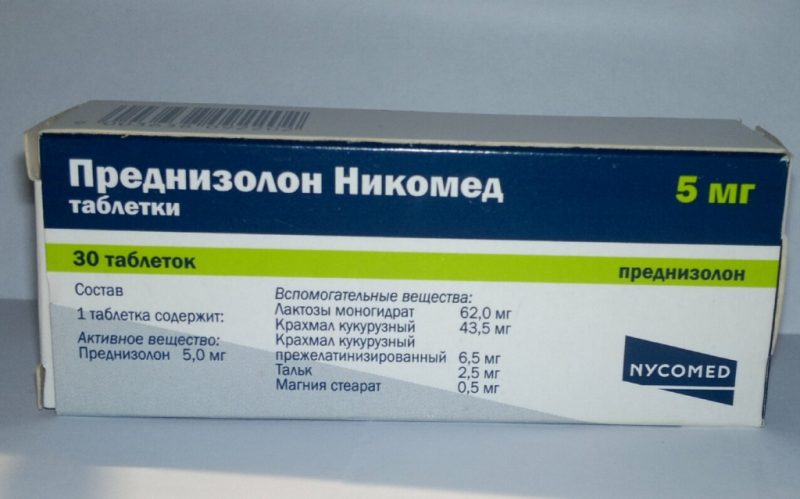 Преднизолон Никомед
таблетки
5 мг
30 таблеток
преднизолон
Состав
1 таблетка содержит:
Активное вещество:
Преднизолон 5,0 мг
Вспомогательные вещества:
Лактозы моногидрат 62,0 мг
Крахмал кукурузный 43,5 мг
Крахмал кукурузный
прежелатинизированный 6,5 мг
Тальк 2,5 мг
Магния стеарат 0,5 мг
NYCOMED